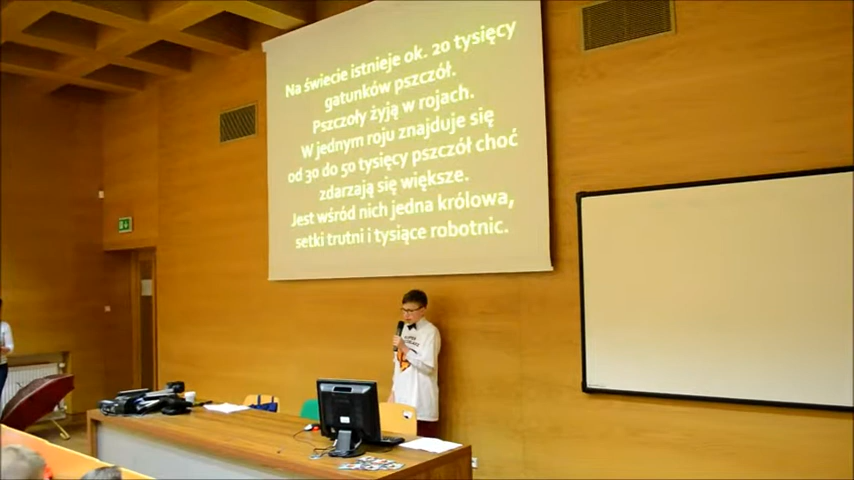 Na świecie istnieje ok. 20 tysięcy
gatunków pszczół
Pszczoły żyją w rojach.
W jednym roju znajduje się
od 30 do 50 tysięcy pszczół choć
zdarzają się większe.
Jest wśród nich jedna królowa,
setki trutni i tysiące robotnic.